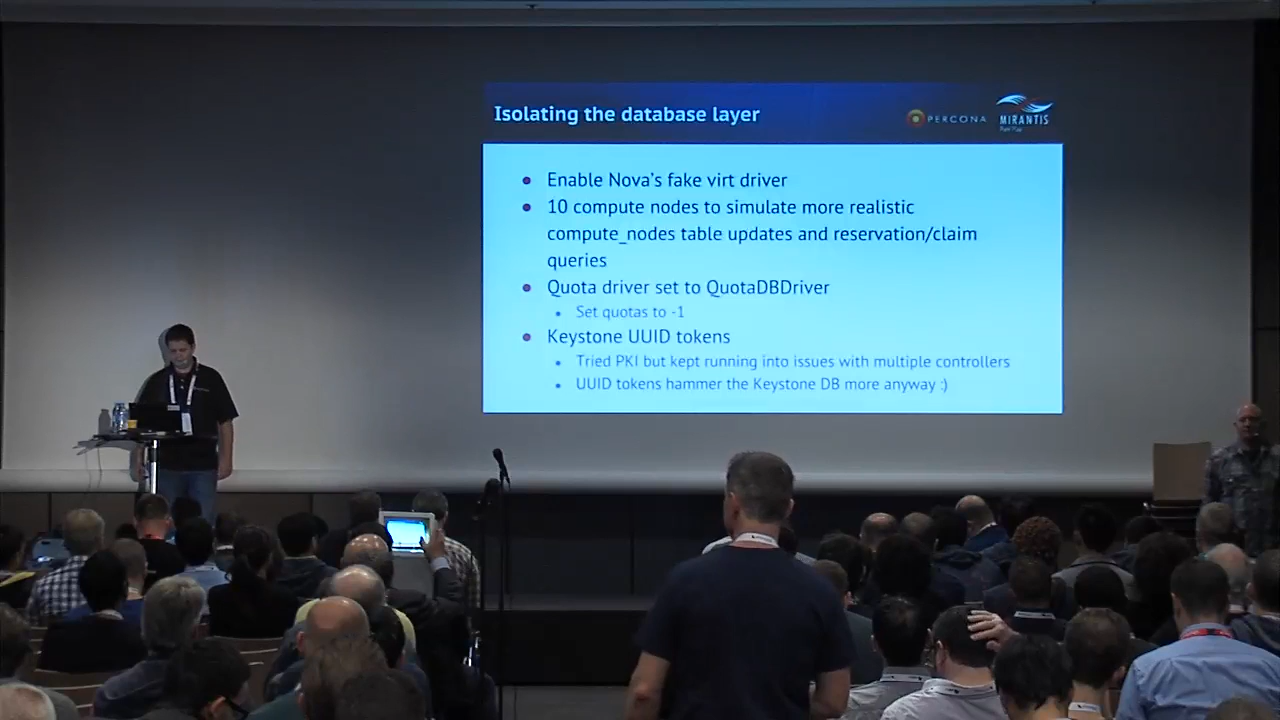 Isolating the database layer
PERCONA
MIRANTIS
Enable Nova's fake virt driver
10 compute nodes to simulate more realistic
compute_nodes table updates and reservation/claim
queries
Quota driver set to QuotaDBDriver
Set quotas to -1
Keystone UUID tokens
Tried PKI but kept running into issues with multiple controllers
UUID tokens hammer the Keystone DB more anyway :)